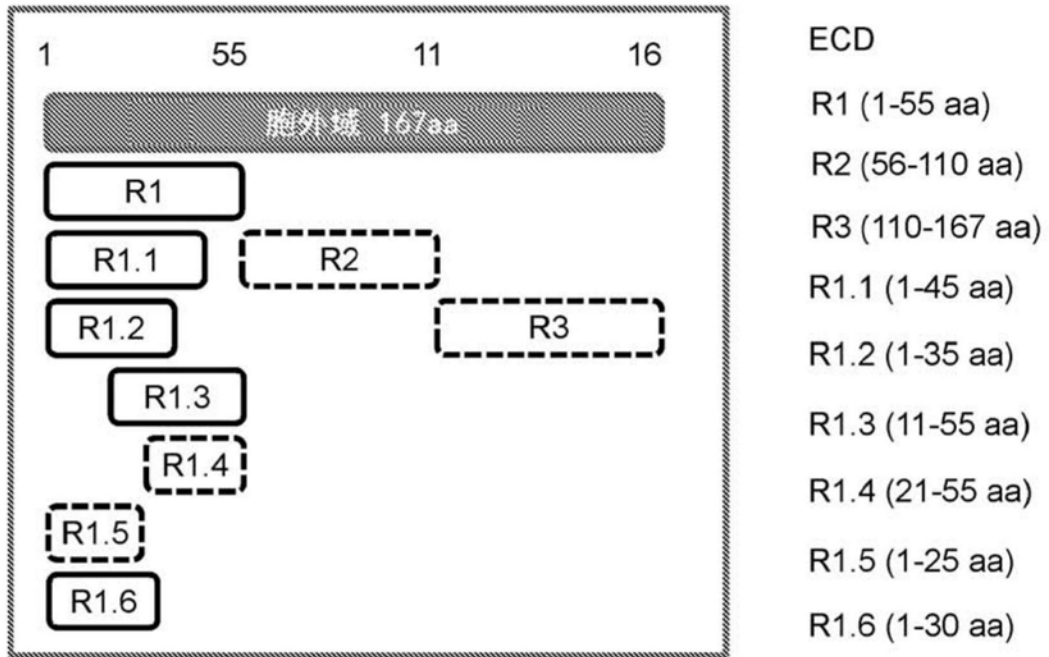 1 55 11 16
胞外域 167aa
R1
R1.1 R2
R1.2 R3
R1.3
R1.4
R1.5
R1.6
ECD
R1 (1-55 aa)
R2 (56-110 aa)
R3 (110-167 aa)
R1.1 (1-45 aa)
R1.2 (1-35 aa)
R1.3 (11-55 aa)
R1.4 (21-55 aa)
R1.5 (1-25 aa)
R1.6 (1-30 aa)